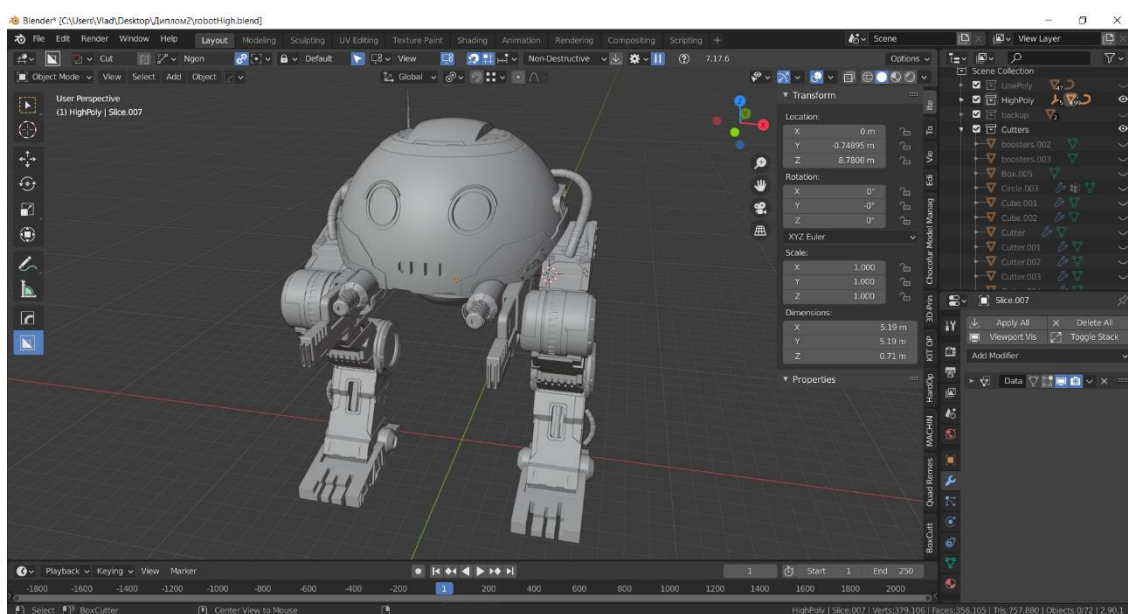 Blender* [C:\Users\Vlad\Desktop\Диплом2\robotHigh.blend]
File Edit Render Window Help Layout Modeling Sculpting UV Editing Texture Paint Shading Animation Rendering Compositing Scripting + Scene View Layer
Cut Ngon Default View Non-Destructive 7.17.6 Options
Object Mode View Select Add Object Global
User Perspective
(1) HighPoly | Slice.007
Transform
Location:
X 0 m
Y -0.74895 m
Z 8.7808 m
Rotation:
X 0°
Y -0°
Z 0°
XYZ Euler
Scale:
X 1.000
Y 1.000
Z 1.000
Dimensions:
X 5.19 m
Y 5.19 m
Z 0.71 m
Properties
Ite
To
Vie
Edi
Chocofur Model Manag
3D-Prin
KIT OP
HardOp
MACHIN
Quad Remes
BoxCutt
Scene Collection
LowPoly
HighPoly
backup
Cutters
boosters.002
boosters.003
Box.005
Circle.003
Cube.001
Cube.002
Cutter
Cutter.001
Cutter.002
Cutter.003
Slice.007
Apply All Delete All
Viewport Vis Toggle Stack
Add Modifier
Data
Playback Keying View Marker 1 Start 1 End 250
-1800 -1600 -1400 -1200 -1000 -800 -600 -400 -200 1 200 400 600 800 1000 1200 1400 1600 1800 2000
Select BoxCutter Center View to Mouse HighPoly | Slice.007 | Verts:379,106 | Faces:356,105 | Tris:757,880 | Objects:0/72 | 2.90.1